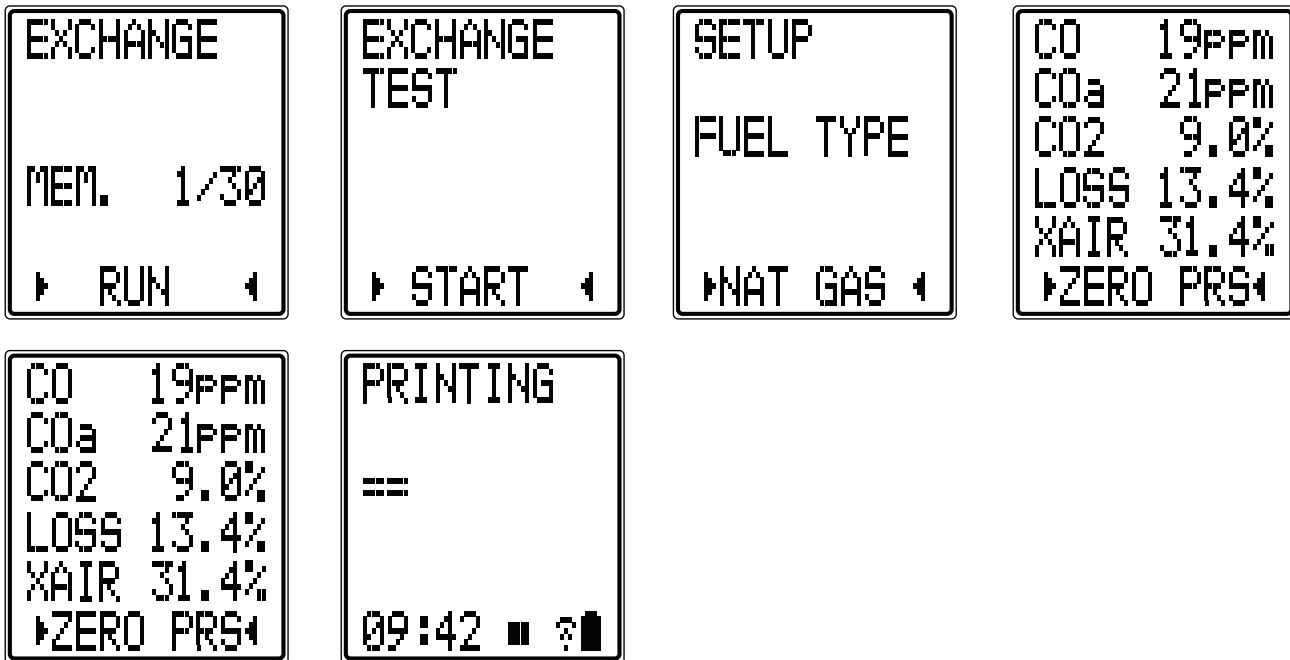 EXCHANGE
MEM. 1/30
RUN
EXCHANGE
TEST
START
SETUP
FUEL TYPE
NAT GAS
CO 19ppm
COa 21ppm
CO2 9.0%
LOSS 13.4%
XAIR 31.4%
ZERO PRS
CO 19ppm
COa 21ppm
CO2 9.0%
LOSS 13.4%
XAIR 31.4%
ZERO PRS
PRINTING
==
09:42